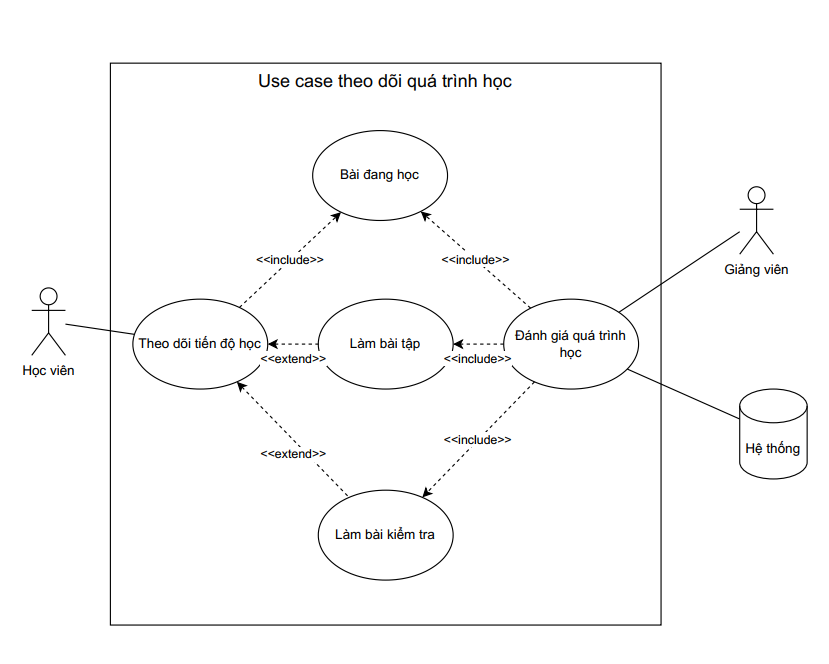 Use case theo dõi quá trình học
Bài đang học
<<include>>
<<include>>
Giảng viên
Học viên
Theo dõi tiến độ học
<<extend>>
Làm bài tập
<<include>>
Đánh giá quá trình
học
<<include>>
<<extend>>
Hệ thống
Làm bài kiểm tra